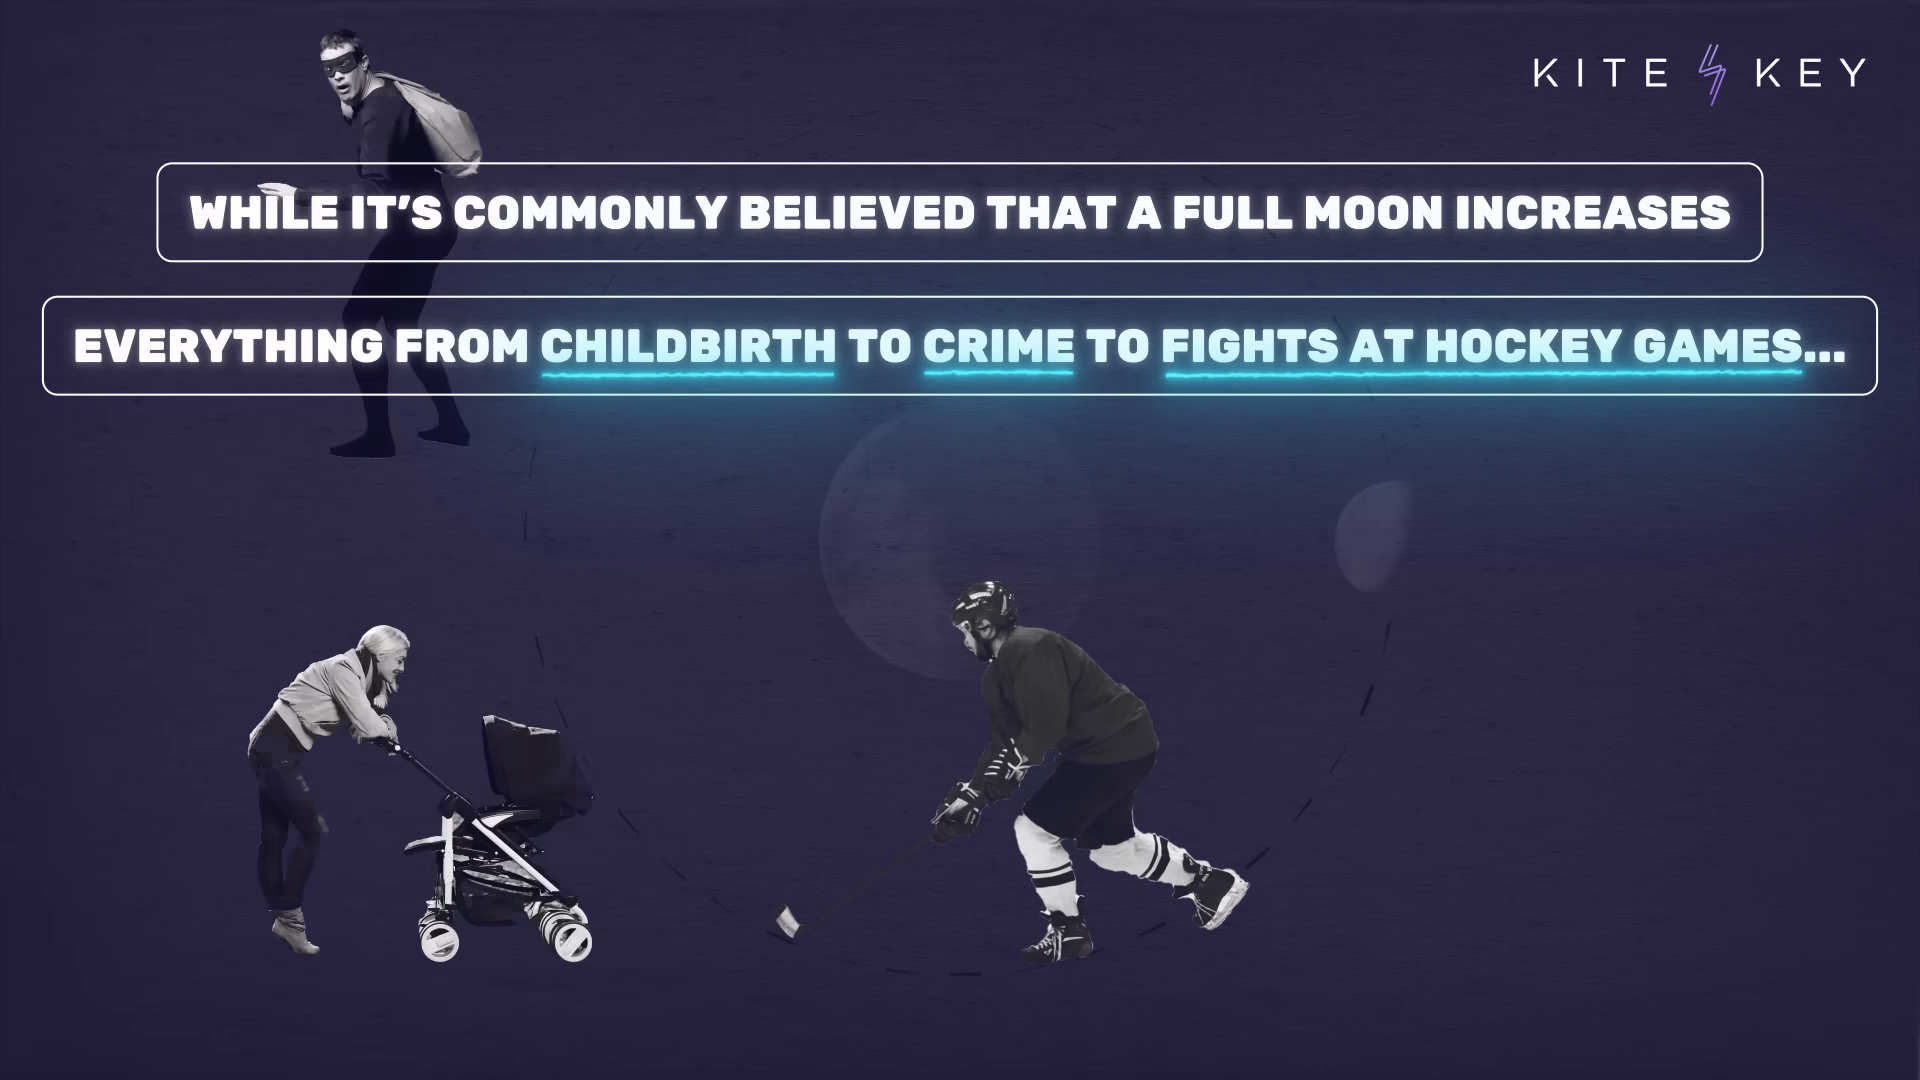 KITE KEY
WHILE IT’S COMMONLY BELIEVED THAT A FULL MOON INCREASES
EVERYTHING FROM CHILDBIRTH TO CRIME TO FIGHTS AT HOCKEY GAMES...